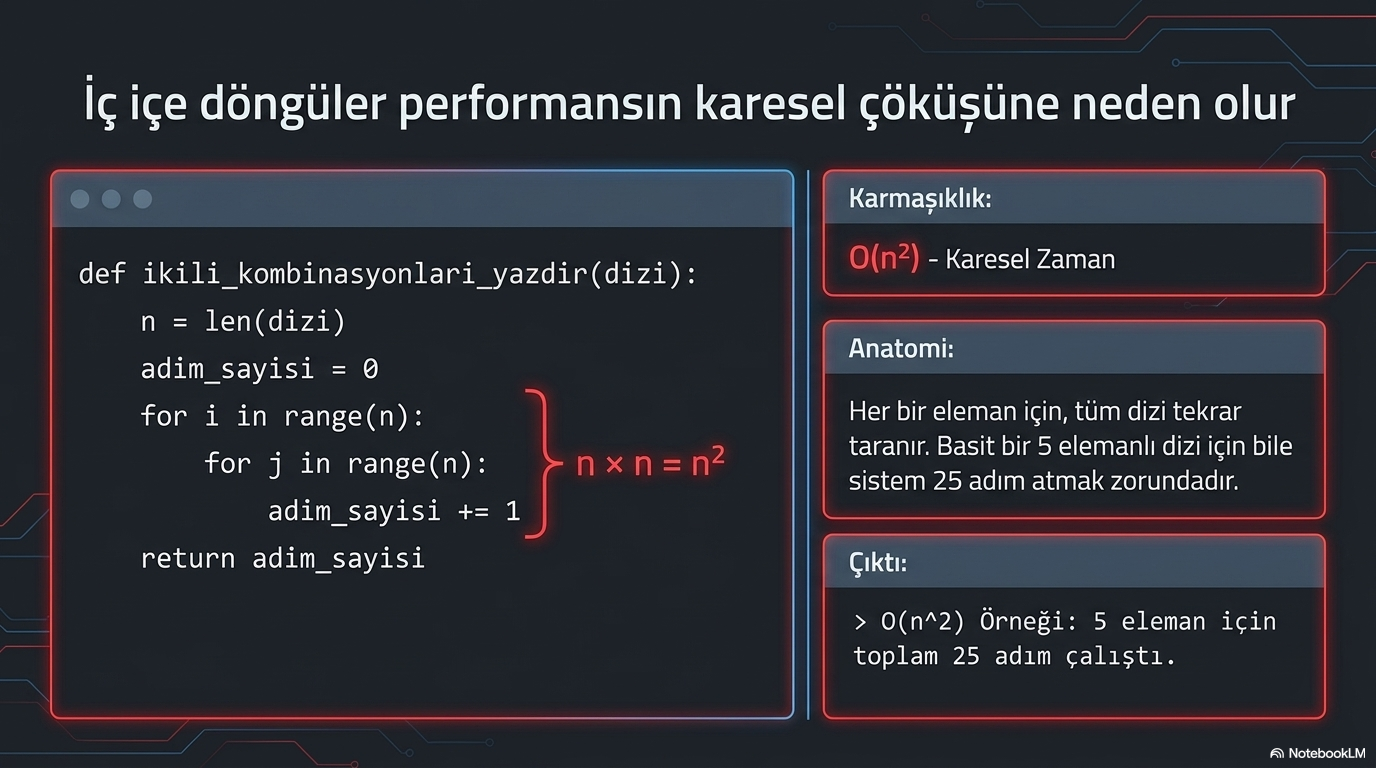 İç içe döngüler performansın karesel çöküşüne neden olur
def ikili_kombinasyonlari_yazdir(dizi):
    n = len(dizi)
    adim_sayisi = 0
    for i in range(n):
        for j in range(n):
            adim_sayisi += 1
    return adim_sayisi
n × n = n²
Karmaşıklık:
O(n²) - Karesel Zaman
Anatomi:
Her bir eleman için, tüm dizi tekrar
taranır. Basit bir 5 elemanlı dizi için bile
sistem 25 adım atmak zorundadır.
Çıktı:
> O(n^2) Örneği: 5 eleman için
toplam 25 adım çalıştı.
NotebookLM